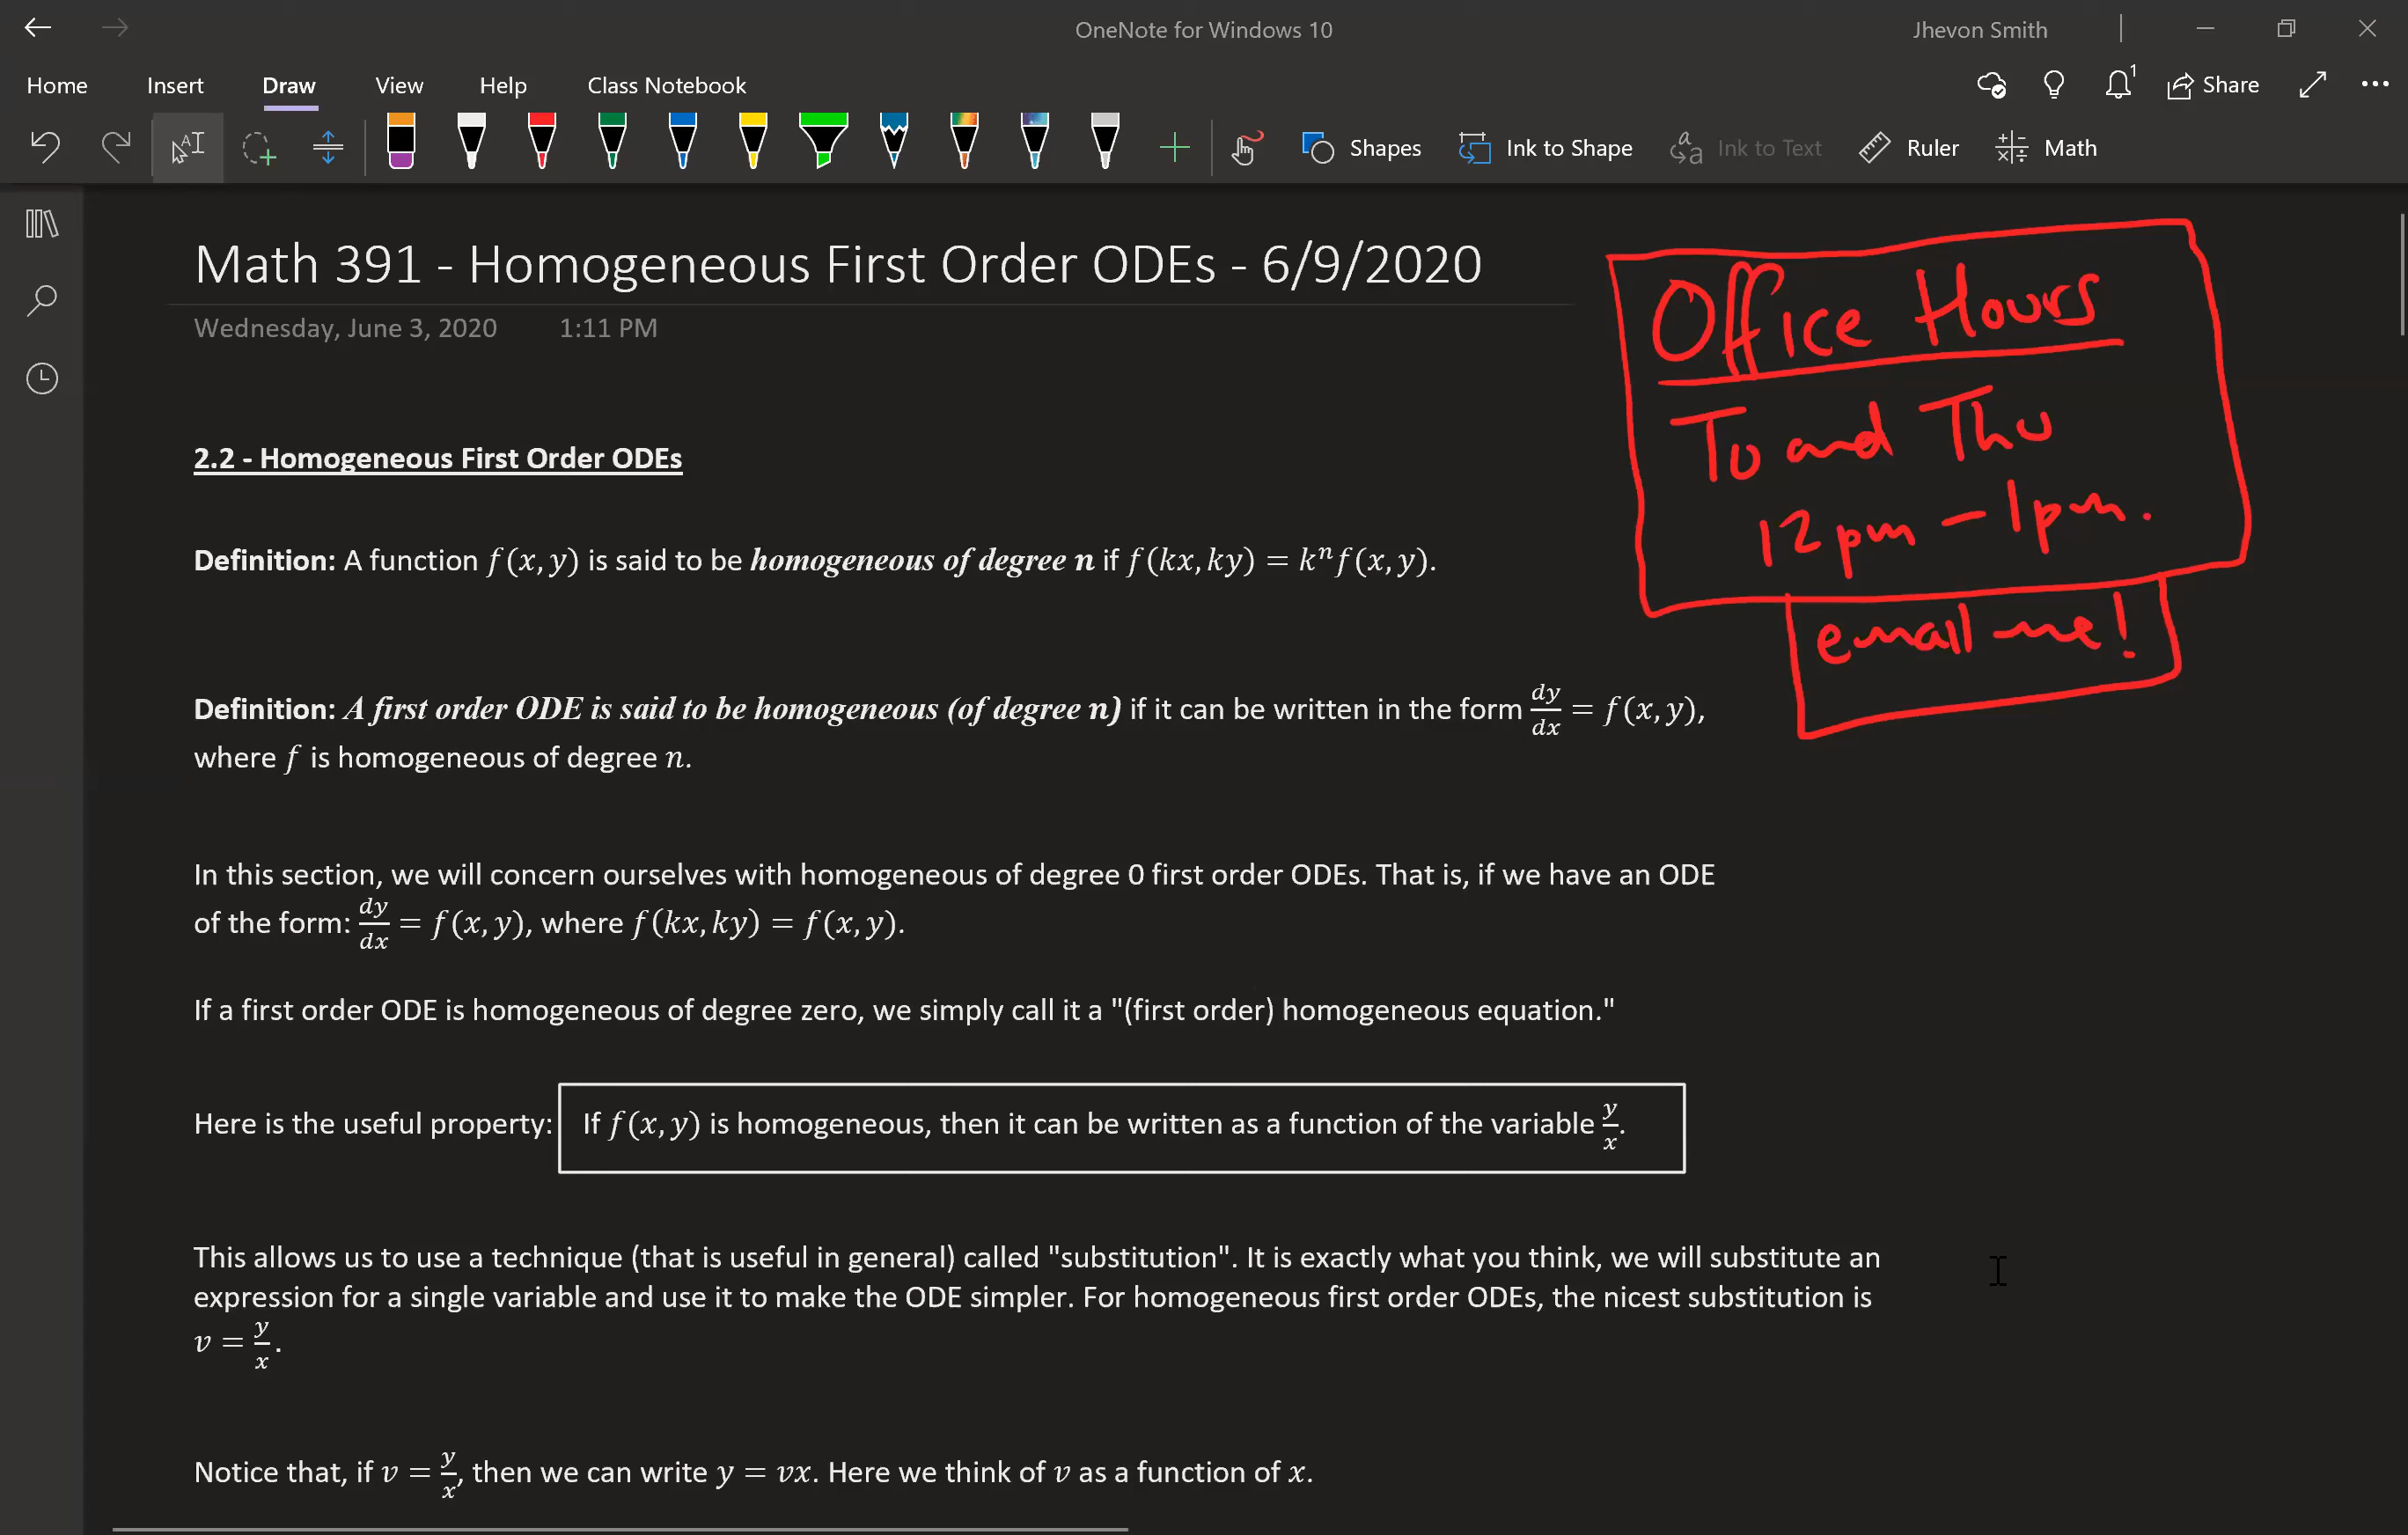 OneNote for Windows 10
Jhevon Smith
Home Insert Draw View Help Class Notebook
1
Share
Shapes Ink to Shape Ink to Text Ruler Math
Math 391 - Homogeneous First Order ODEs - 6/9/2020
Wednesday, June 3, 2020 1:11 PM
Office Hours
Tu and Thu
12pm – 1pm.
email me!
2.2 - Homogeneous First Order ODEs
Definition: A function f(x, y) is said to be homogeneous of degree n if f(kx, ky) = kⁿf(x, y).
Definition: A first order ODE is said to be homogeneous (of degree n) if it can be written in the form dy/dx = f(x, y),
where f is homogeneous of degree n.
In this section, we will concern ourselves with homogeneous of degree 0 first order ODEs. That is, if we have an ODE
of the form: dy/dx = f(x, y), where f(kx, ky) = f(x, y).
If a first order ODE is homogeneous of degree zero, we simply call it a "(first order) homogeneous equation."
Here is the useful property: If f(x, y) is homogeneous, then it can be written as a function of the variable y/x.
This allows us to use a technique (that is useful in general) called "substitution". It is exactly what you think, we will substitute an
expression for a single variable and use it to make the ODE simpler. For homogeneous first order ODEs, the nicest substitution is
v = y/x.
Notice that, if v = y/x, then we can write y = vx. Here we think of v as a function of x.